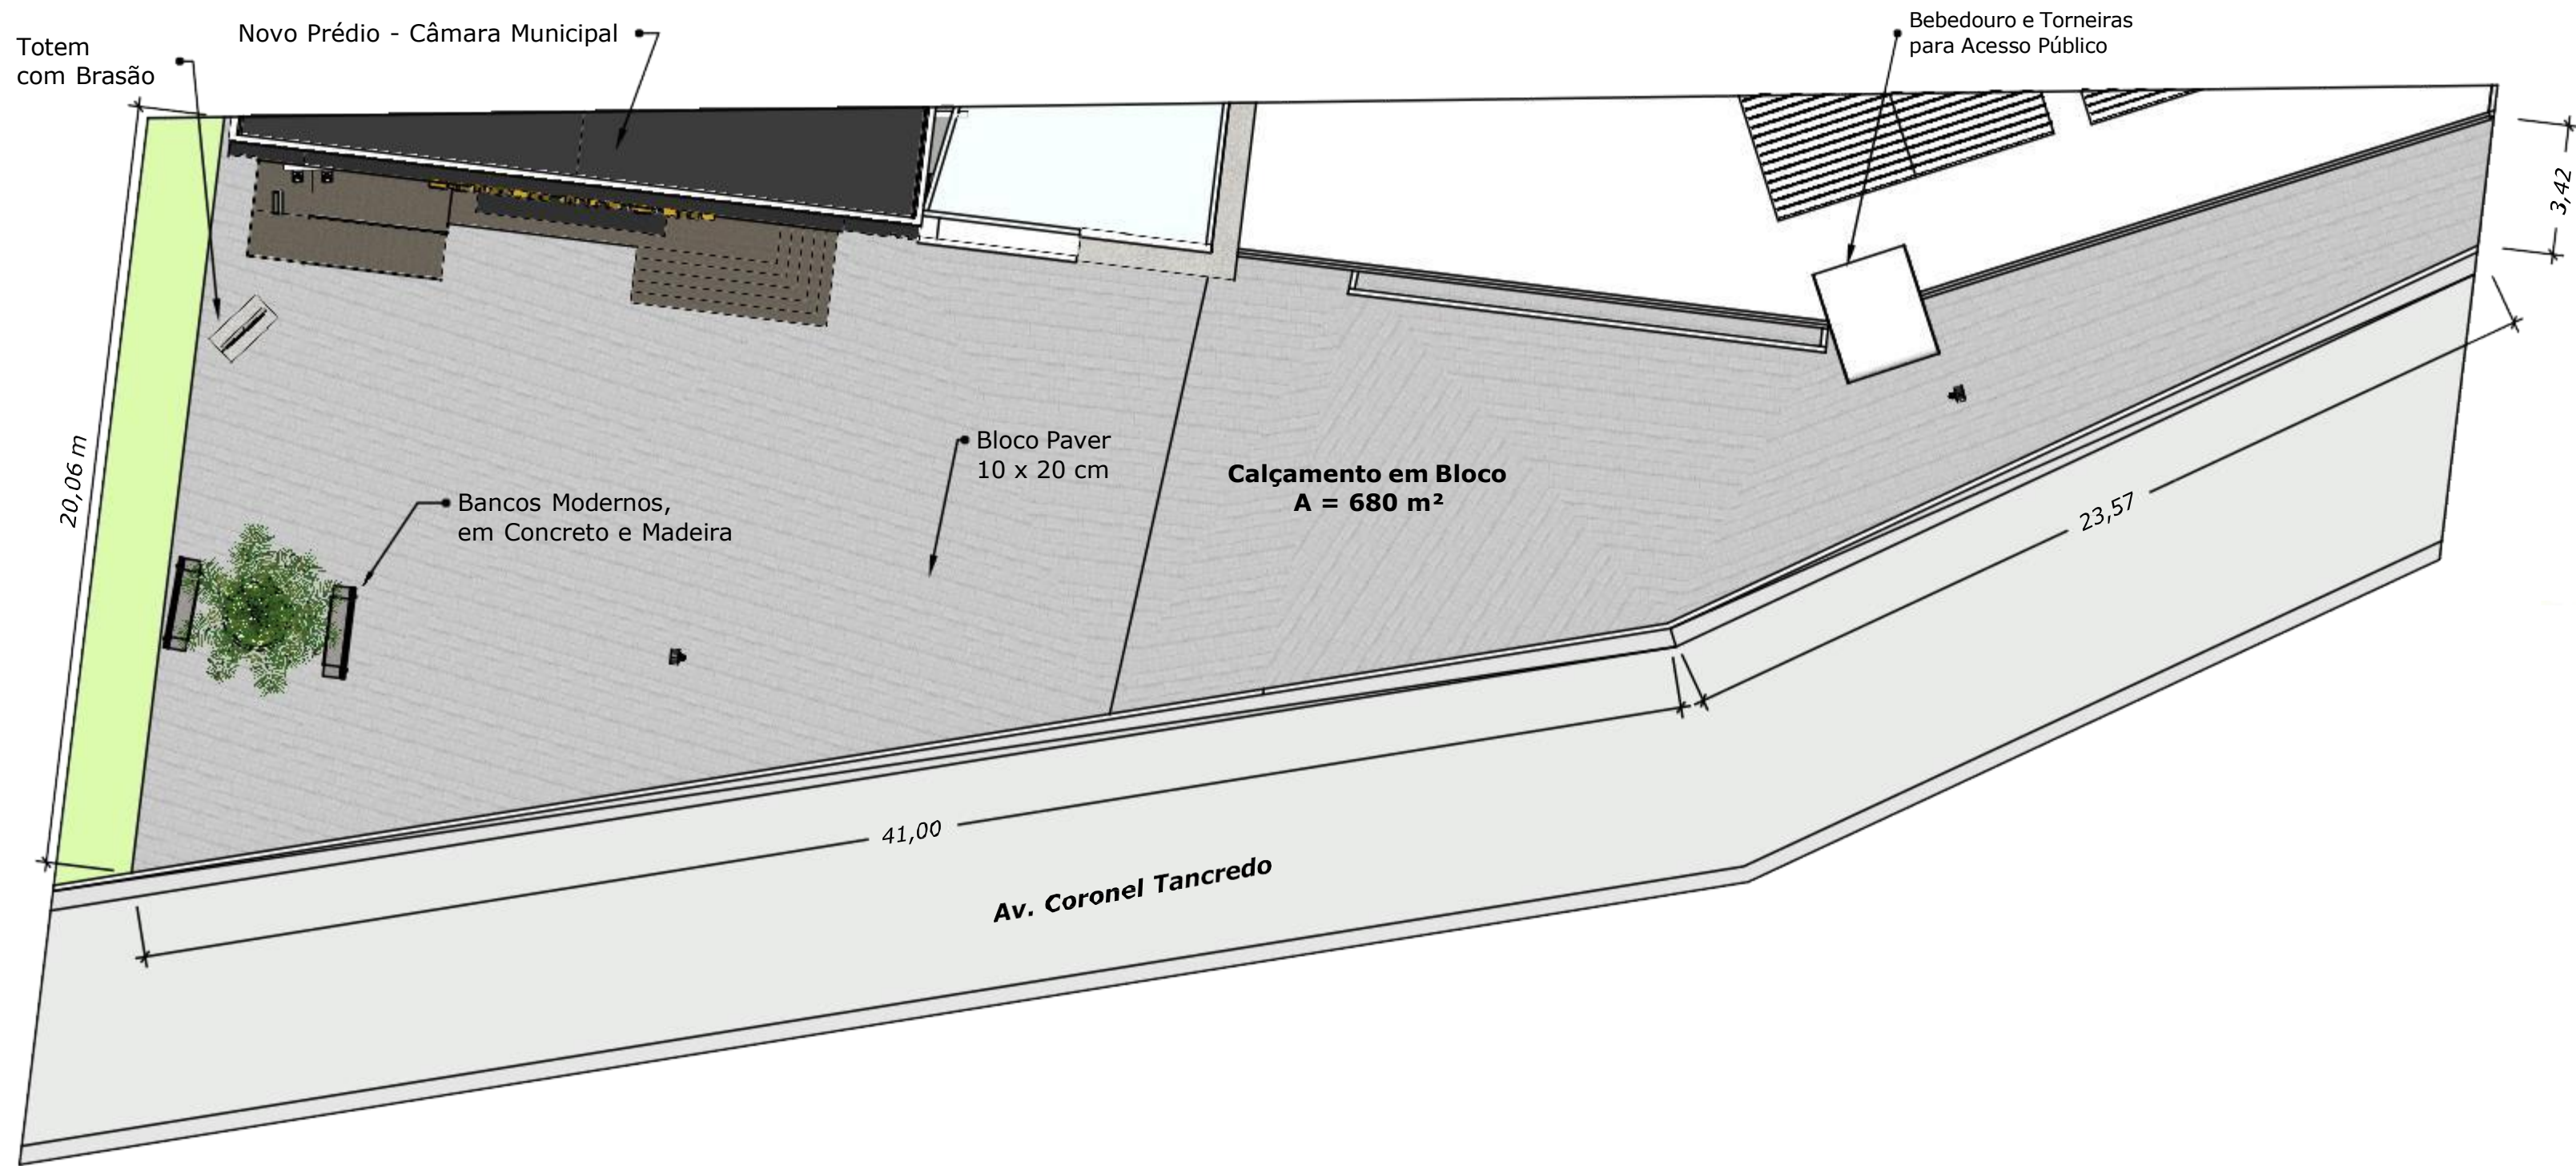 Totem
com Brasão
Novo Prédio - Câmara Municipal
Bebedouro e Torneiras
para Acesso Público
3,42
20,06 m
Bloco Paver
10 x 20 cm
Calçamento em Bloco
A = 680 m²
Bancos Modernos,
em Concreto e Madeira
23,57
41,00
Av. Coronel Tancredo